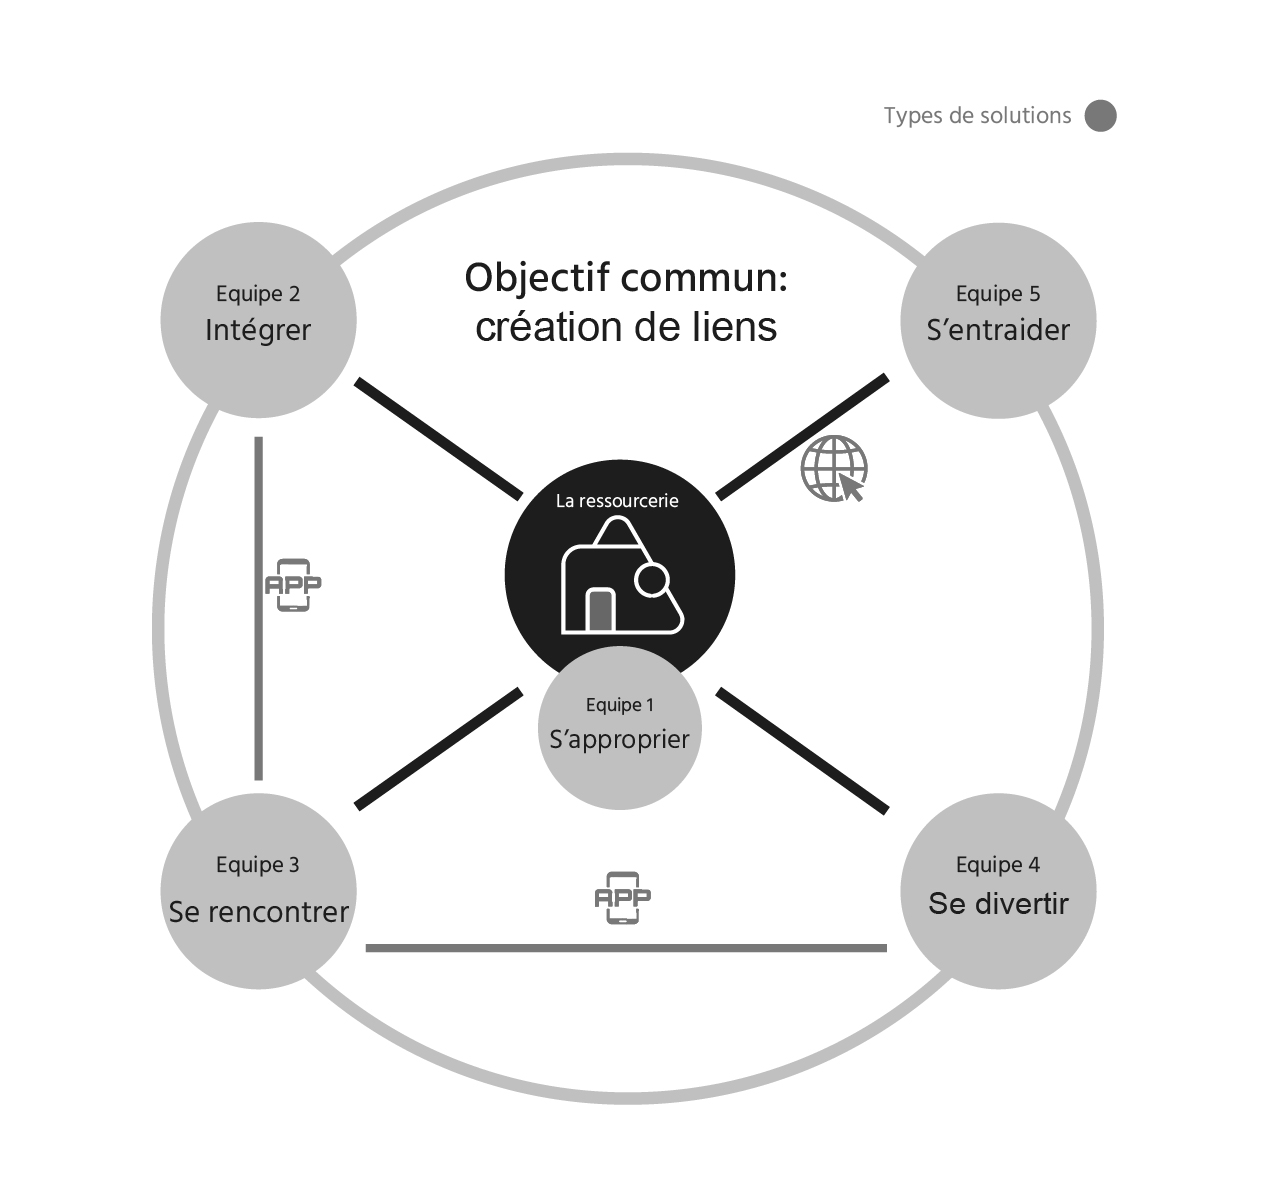 Types de solutions
Objectif commun:
création de liens
Equipe 2
Intégrer
Equipe 5
S’entraider
La ressourcerie
APP
Equipe 1
S’approprier
Equipe 3
Se rencontrer
APP
Equipe 4
Se divertir